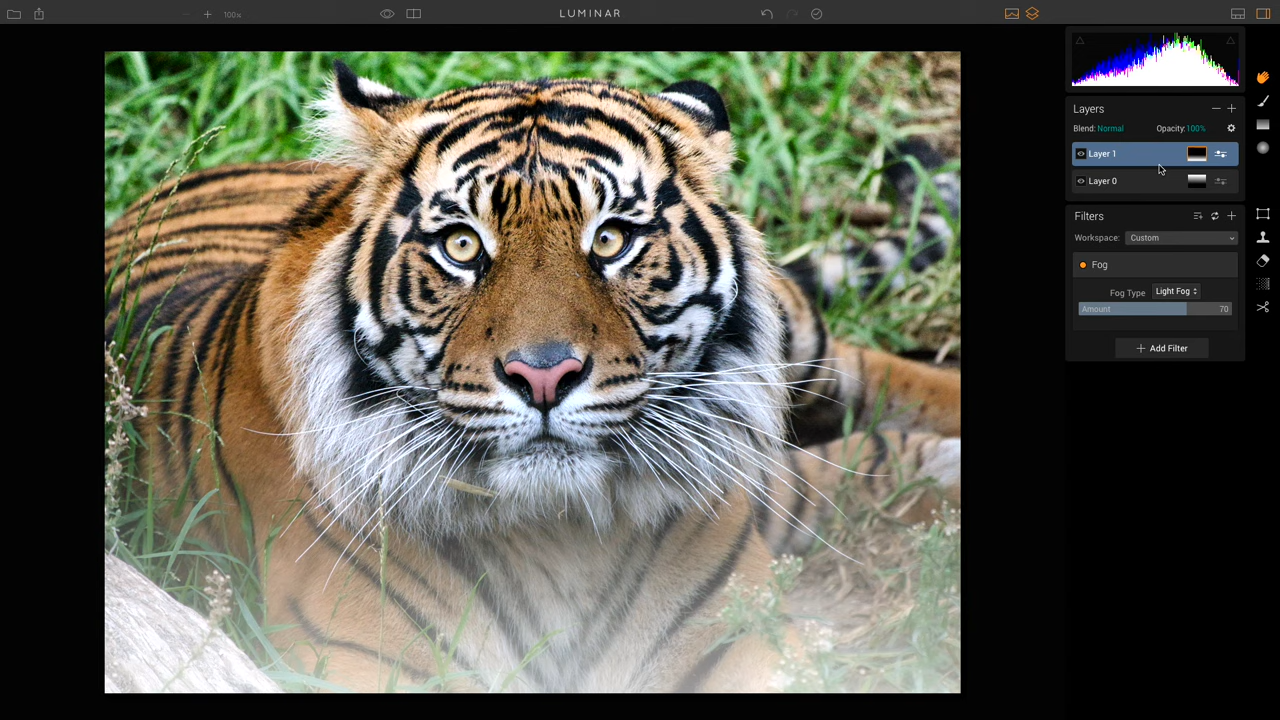 100%
LUMINAR
Layers
Blend: Normal Opacity: 100%
Layer 1
Layer 0
Filters
Workspace: Custom
Fog
Fog Type Light Fog
Amount 70
+ Add Filter